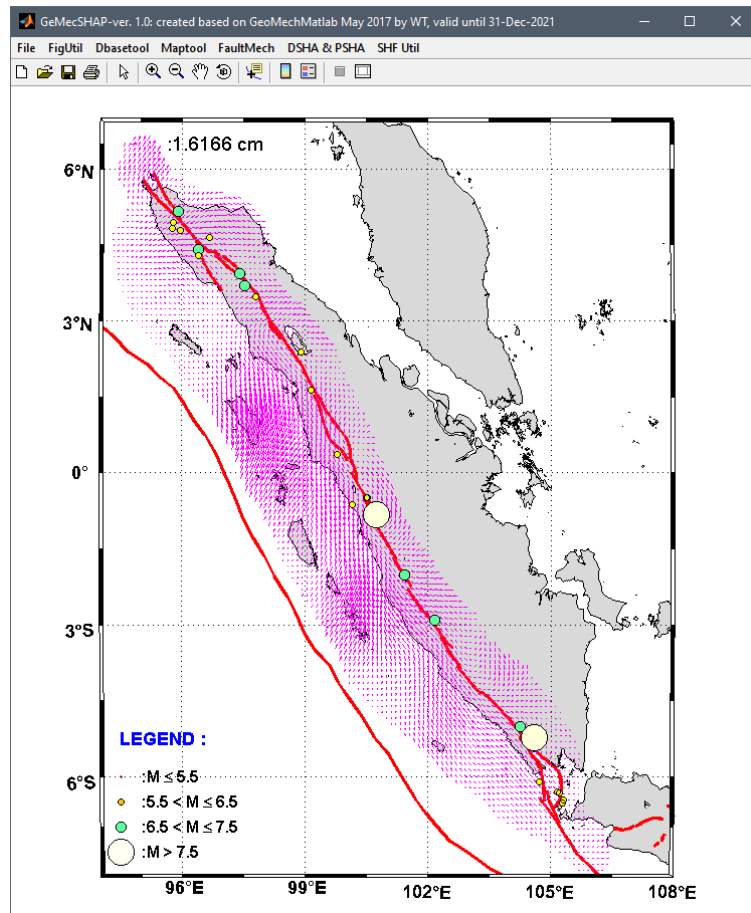 GeMecSHAP-ver. 1.0: created based on GeoMechMatlab May 2017 by WT, valid until 31-Dec-2021
File FigUtil Dbasetool Maptool FaultMech DSHA & PSHA SHF Util
:1.6166 cm
6°N
3°N
0°
3°S
6°S
LEGEND :
:M ≤ 5.5
:5.5 < M ≤ 6.5
:6.5 < M ≤ 7.5
:M > 7.5
96°E 99°E 102°E 105°E 108°E